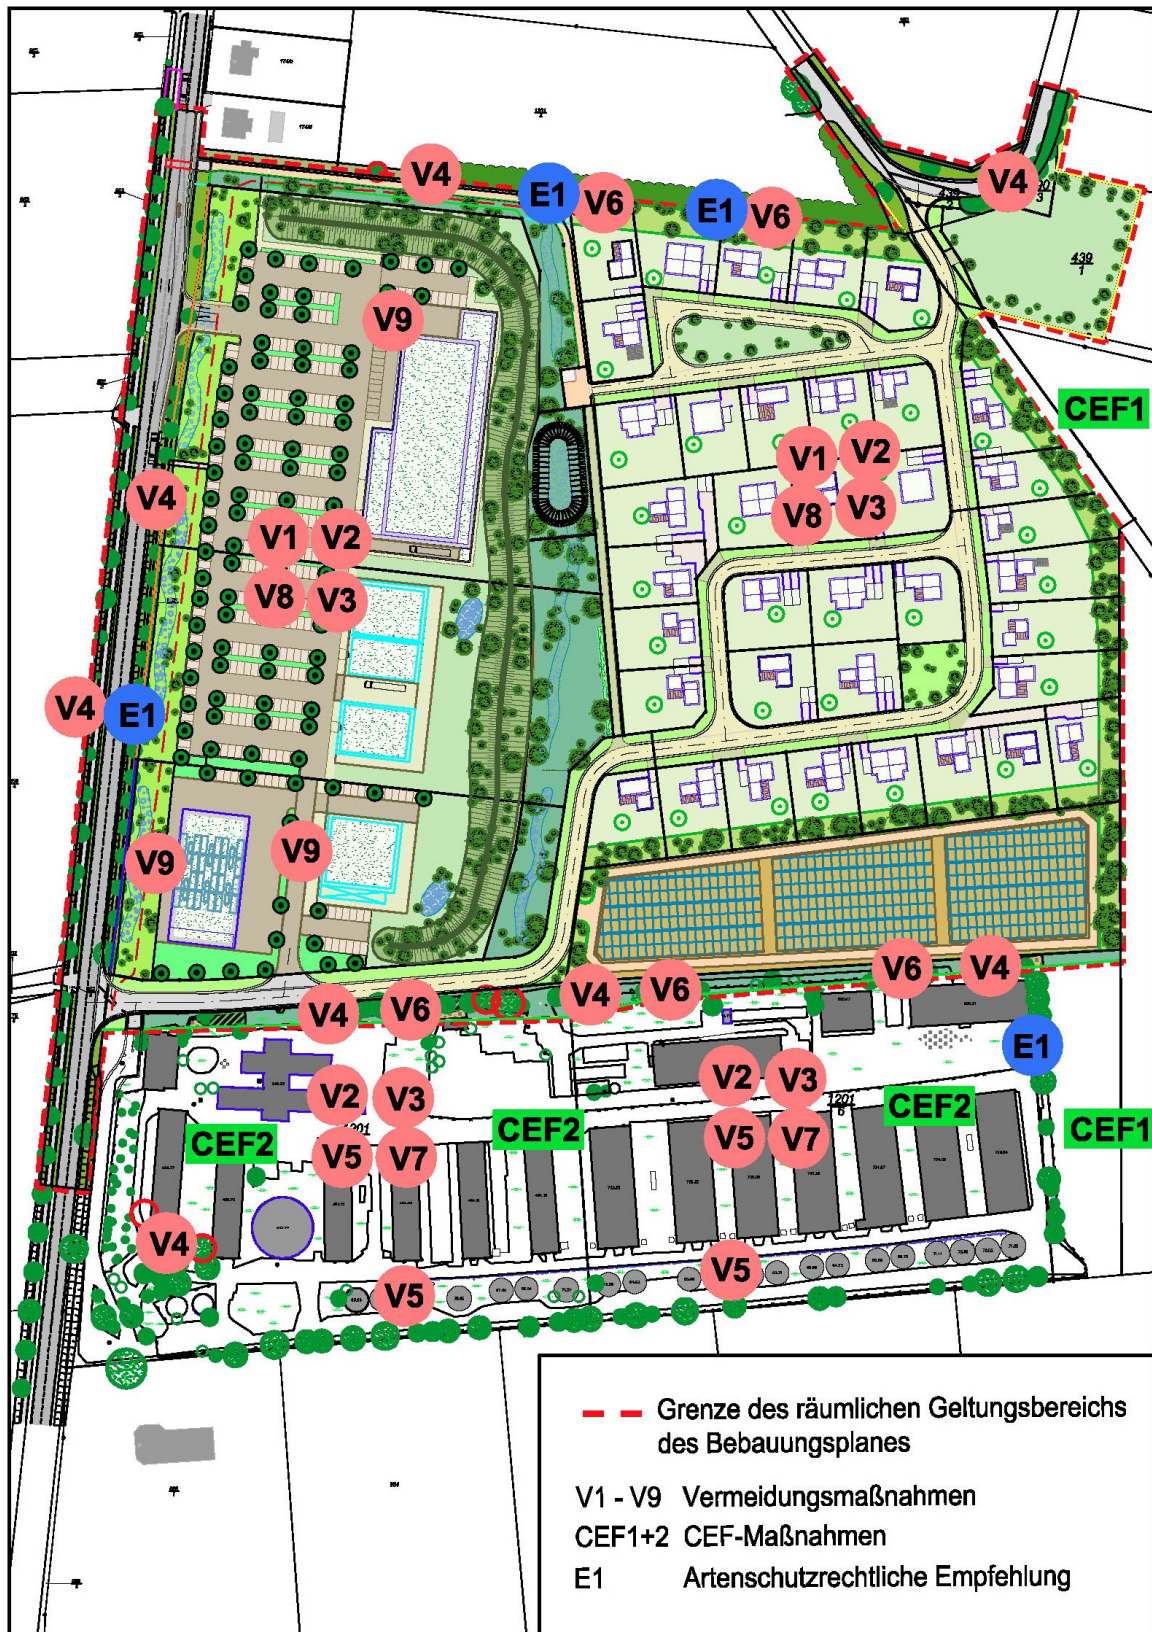 V4
E1
V6
E1
V6
V4
439
1
V9
CEF1
V1
V2
V8
V3
V4
V1
V2
V8
V3
V4
E1
V9
V9
V6
V4
V4
V6
V4
V6
E1
V2
V3
V2
V3
1201
CEF2
CEF2
CEF2
CEF1
V5
V7
V5
V7
V4
V5
V5
Grenze des räumlichen Geltungsbereichs
des Bebauungsplanes
V1 - V9 Vermeidungsmaßnahmen
CEF1+2 CEF-Maßnahmen
E1 Artenschutzrechtliche Empfehlung